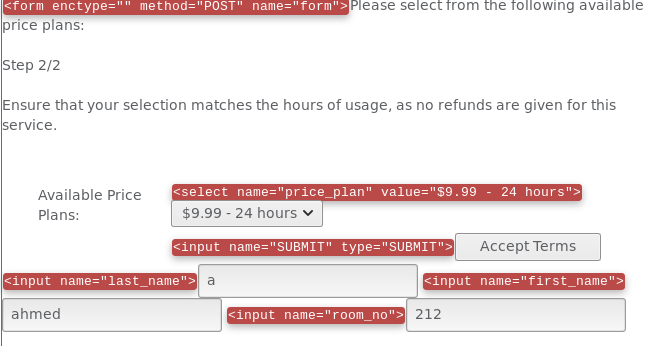 <form enctype="" method="POST" name="form">Please select from the following available
price plans:
Step 2/2
Ensure that your selection matches the hours of usage, as no refunds are given for this
service.
Available Price
Plans:
<select name="price_plan" value="$9.99 - 24 hours">
$9.99 - 24 hours
<input name="SUBMIT" type="SUBMIT"> Accept Terms
<input name="last_name"> a <input name="first_name">
ahmed <input name="room_no"> 212